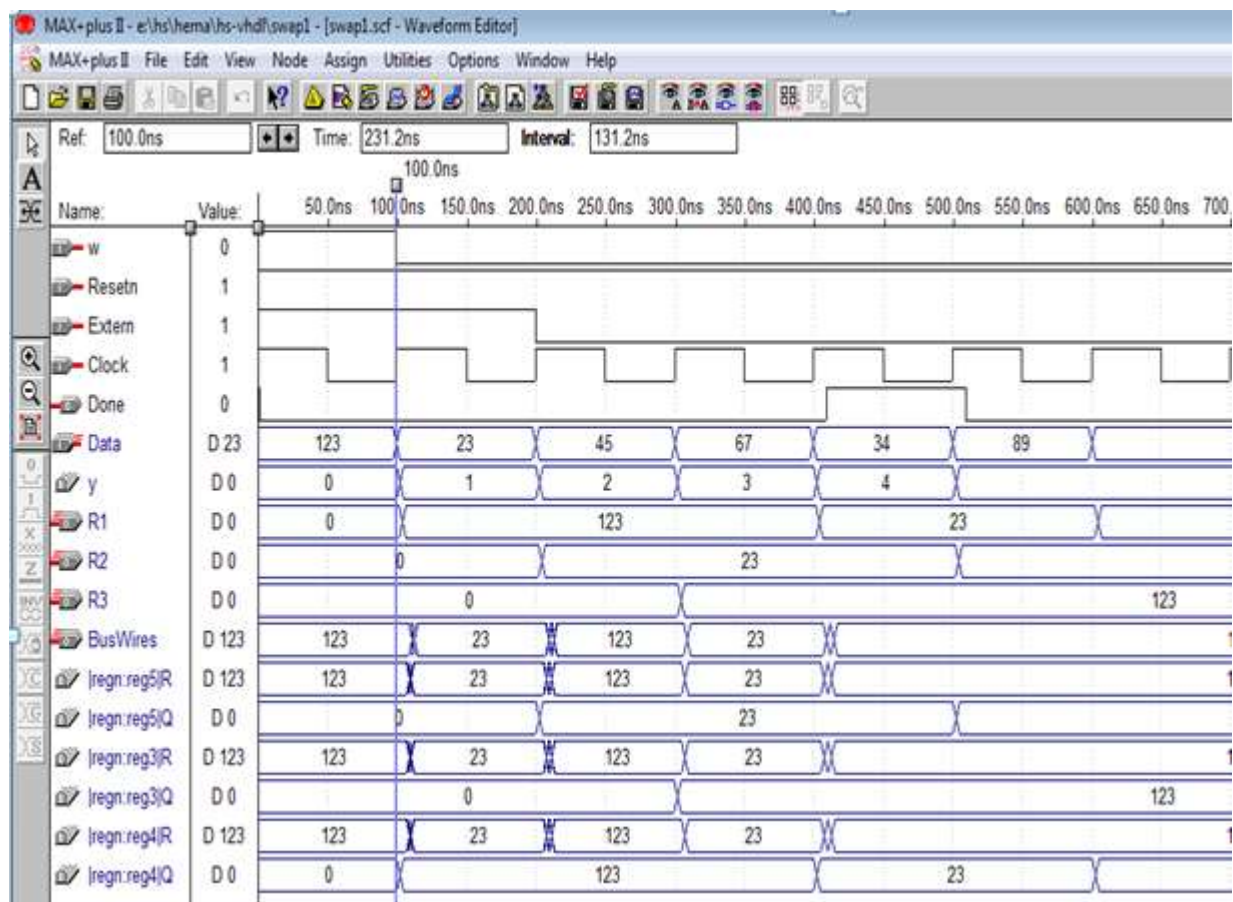 MAX+plus II - e:\hs\hema\hs-vhdl\swap1 - [swap1.scf - Waveform Editor]
MAX+plus II File Edit View Node Assign Utilities Options Window Help
Ref: 100.0ns Time: 231.2ns Interval: 131.2ns
100.0ns
Name: Value: 50.0ns 100.0ns 150.0ns 200.0ns 250.0ns 300.0ns 350.0ns 400.0ns 450.0ns 500.0ns 550.0ns 600.0ns 650.0ns 700.
w 0
Resetn 1
Extern 1
Clock 1
Done 0
Data D 23 123 23 45 67 34 89
y D 0 0 1 2 3 4
R1 D 0 0 123 23
R2 D 0 0 23
R3 D 0 0 123
BusWires D 123 123 23 123 23 1
|regn:reg5|R D 123 123 23 123 23 1
|regn:reg5|Q D 0 0 23
|regn:reg3|R D 123 123 23 123 23 1
|regn:reg3|Q D 0 0 123
|regn:reg4|R D 123 123 23 123 23 1
|regn:reg4|Q D 0 0 123 23